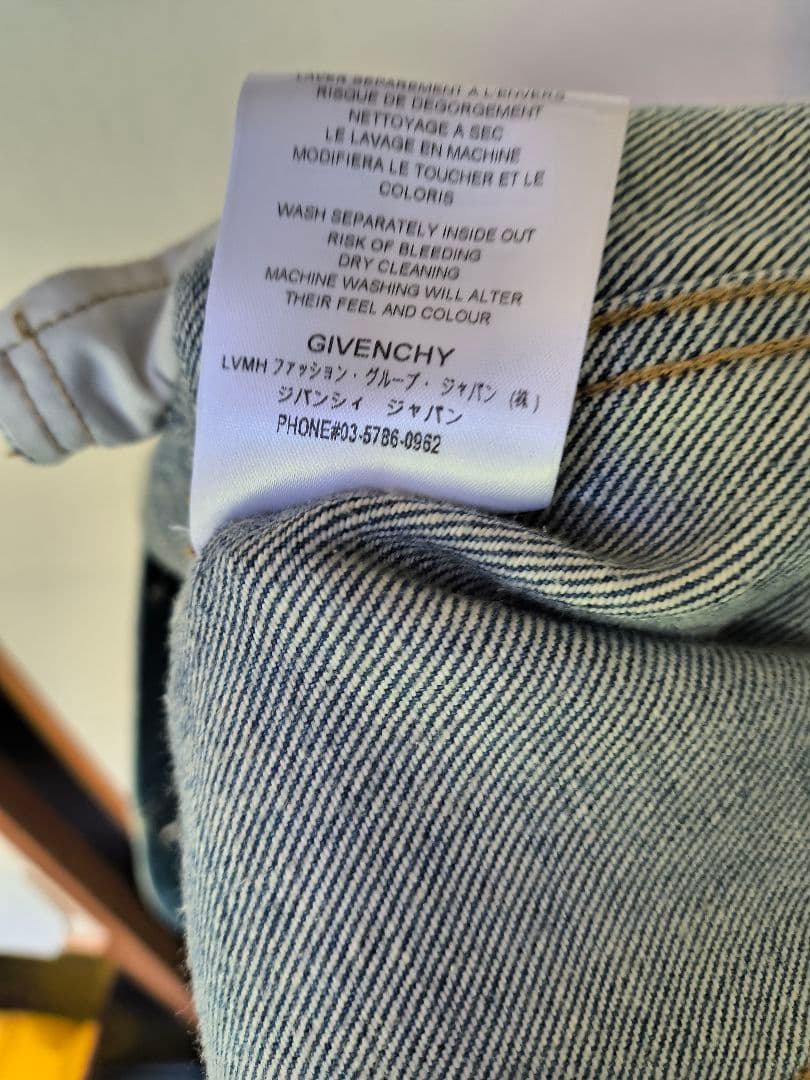 LAVER SEPAREMENT A L'ENVERS
RISQUE DE DEGORGEMENT
NETTOYAGE A SEC
LE LAVAGE EN MACHINE
MODIFIERA LE TOUCHER ET LE
COLORIS
WASH SEPARATELY INSIDE OUT
RISK OF BLEEDING
DRY CLEANING
MACHINE WASHING WILL ALTER
THEIR FEEL AND COLOUR
GIVENCHY
LVMH ファッション・グループ・ジャパン (株)
ジバンシィ ジャパン
PHONE#03-5786-0962